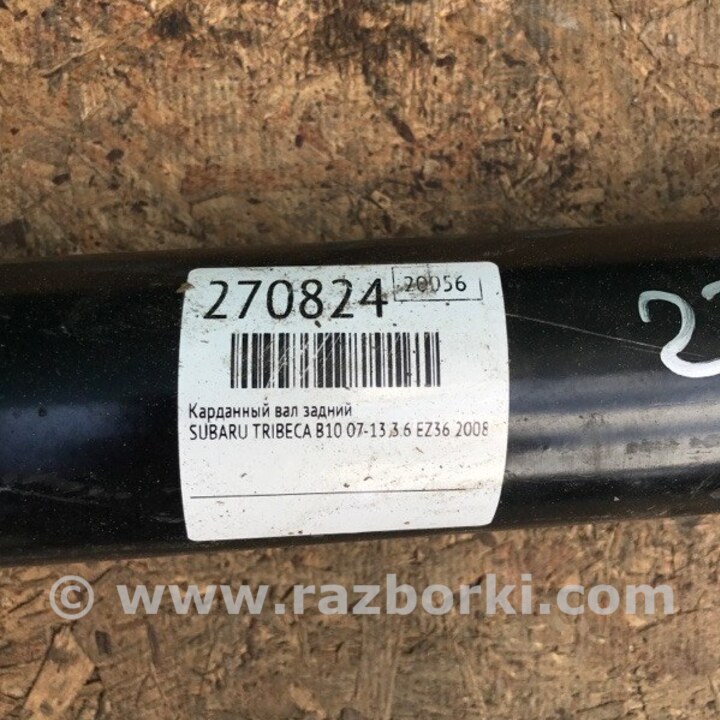 270824 20056
Карданный вал задний
SUBARU TRIBECA B10 07-13 3.6 EZ36 2008
© www.razborki.com